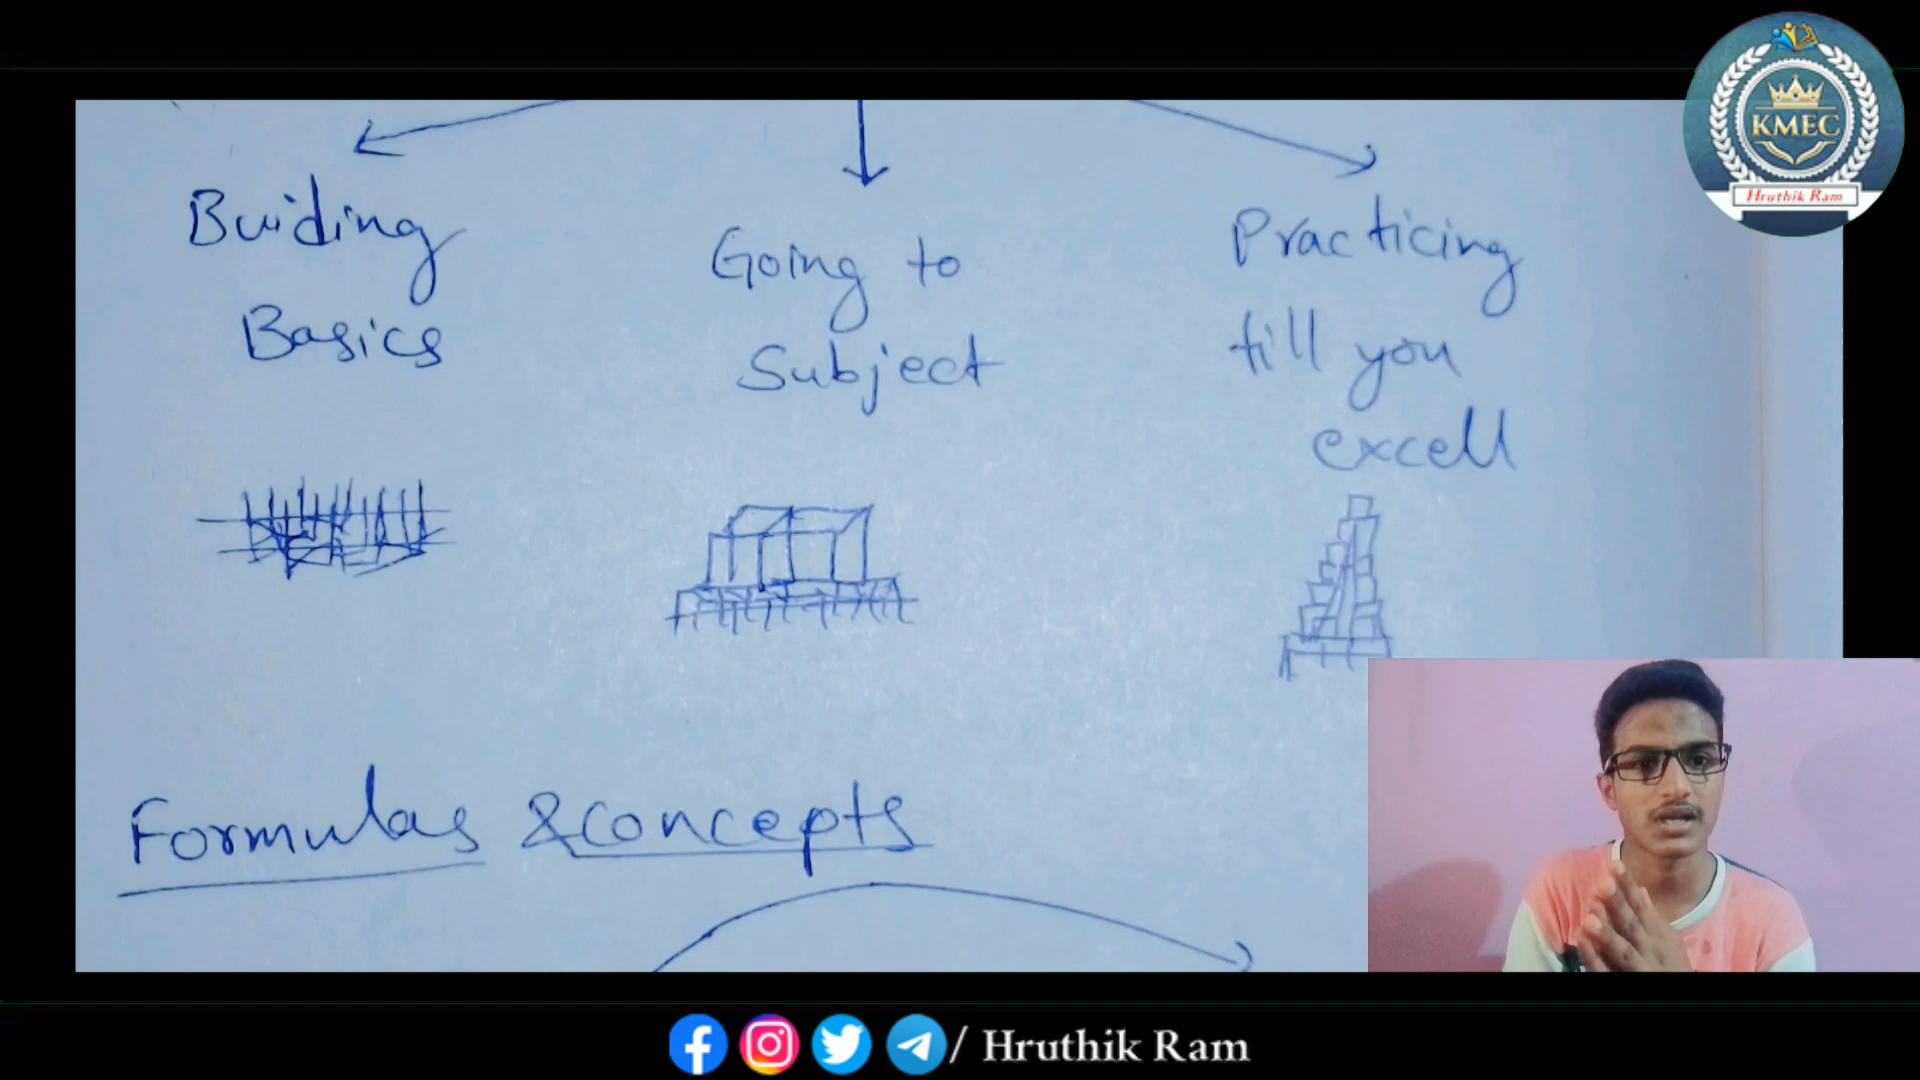 KMEC
Hruthik Ram
Buiding
Basics
Going to
Subject
Practicing
till you
excell
Formulas & concepts
/ Hruthik Ram